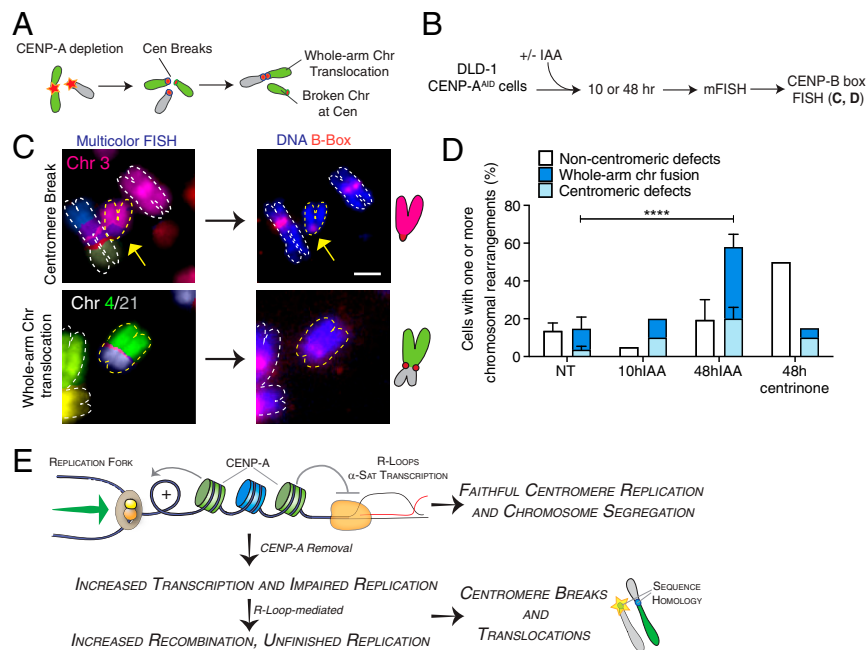 A
CENP-A depletion
Cen Breaks
Whole-arm Chr
Translocation
Broken Chr
at Cen
B
+/- IAA
DLD-1
CENP-A^AID cells
10 or 48 hr
mFISH
CENP-B box
FISH (C, D)
C
Multicolor FISH
DNA B-Box
Centromere Break
Chr 3
Whole-arm Chr
translocation
Chr 4/21
D
Non-centromeric defects
Whole-arm chr fusion
Centromeric defects
Cells with one or more
chromosomal rearrangements (%)
80
60
40
20
0
****
NT
10hIAA
48hIAA
48h
centrinone
E
REPLICATION FORK
CENP-A
R-LOOPS
α-SAT TRANSCRIPTION
+
FAITHFUL CENTROMERE REPLICATION
AND CHROMOSOME SEGREGATION
CENP-A REMOVAL
INCREASED TRANSCRIPTION AND IMPAIRED REPLICATION
R-Loop-mediated
INCREASED RECOMBINATION, UNFINISHED REPLICATION
CENTROMERE BREAKS
AND
TRANSLOCATIONS
SEQUENCE
HOMOLOGY